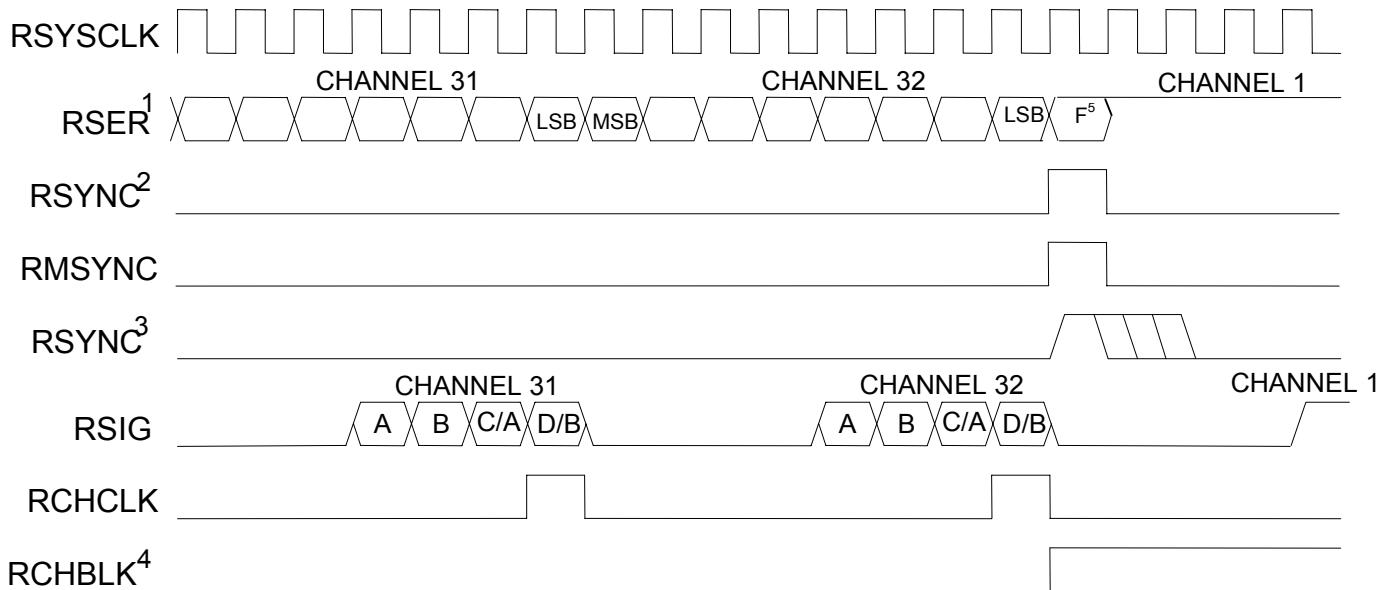 RSYSCLK
CHANNEL 31 CHANNEL 32 CHANNEL 1
RSER1 LSB MSB LSB F5
RSYNC2
RMSYNC
RSYNC3
CHANNEL 31 CHANNEL 32 CHANNEL 1
RSIG A B C/A D/B A B C/A D/B
RCHCLK
RCHBLK4